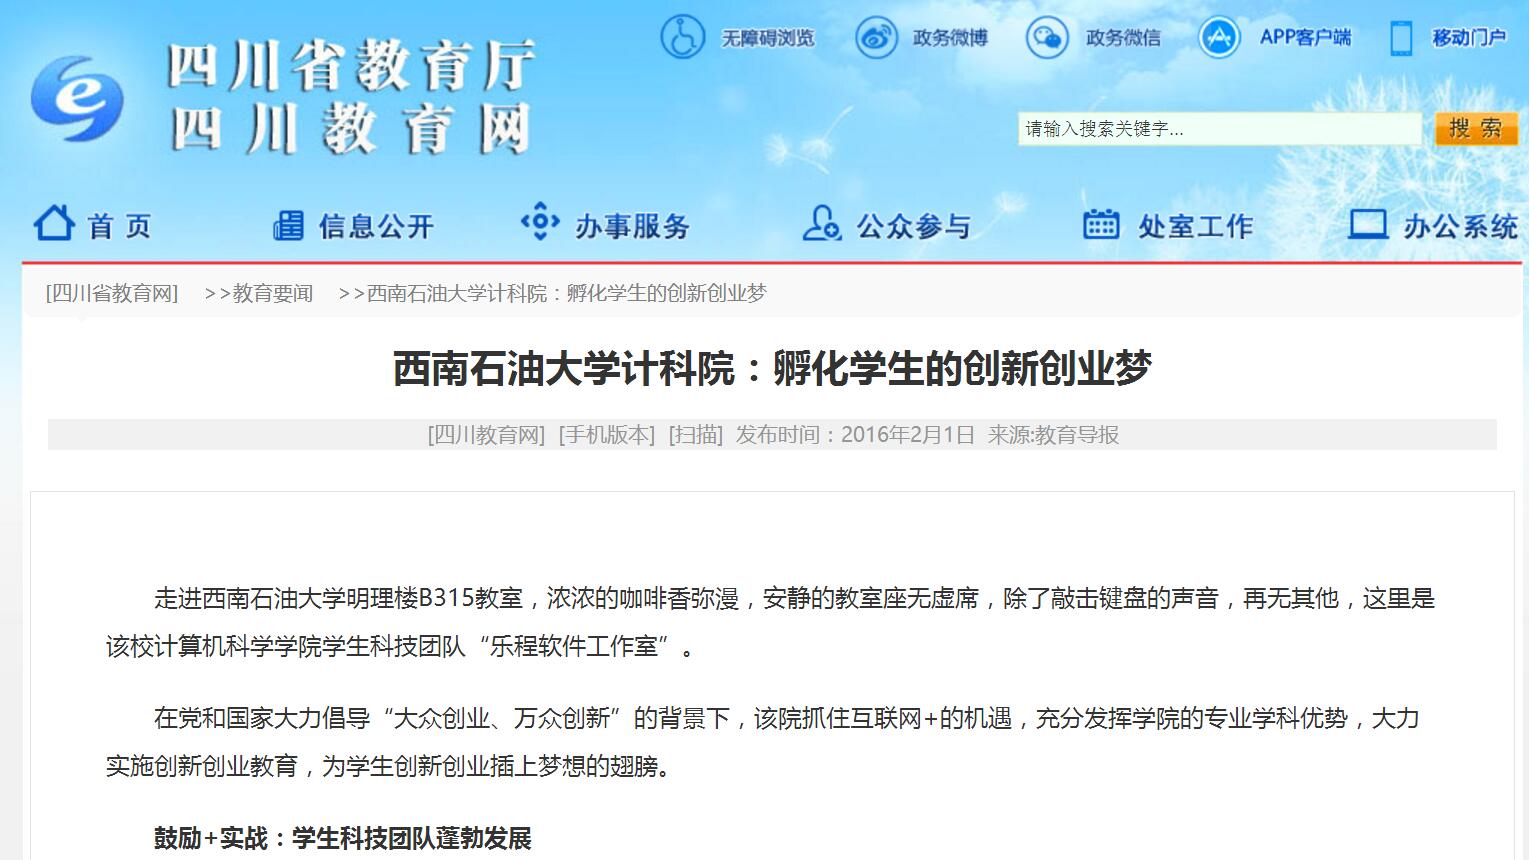 四川省教育厅
四川教育网
无障碍浏览
政务微博
政务微信
APP客户端
移动门户
请输入搜索关键字...
搜 索
首 页
信息公开
办事服务
公众参与
处室工作
办公系统
[四川省教育网] >>教育要闻 >>西南石油大学计科院：孵化学生的创新创业梦
西南石油大学计科院：孵化学生的创新创业梦
[四川教育网] [手机版本] [扫描] 发布时间：2016年2月1日 来源:教育导报
走进西南石油大学明理楼B315教室，浓浓的咖啡香弥漫，安静的教室座无虚席，除了敲击键盘的声音，再无其他，这里是
该校计算机科学学院学生科技团队“乐程软件工作室”。
在党和国家大力倡导“大众创业、万众创新”的背景下，该院抓住互联网+的机遇，充分发挥学院的专业学科优势，大力
实施创新创业教育，为学生创新创业插上梦想的翅膀。
鼓励+实战：学生科技团队蓬勃发展